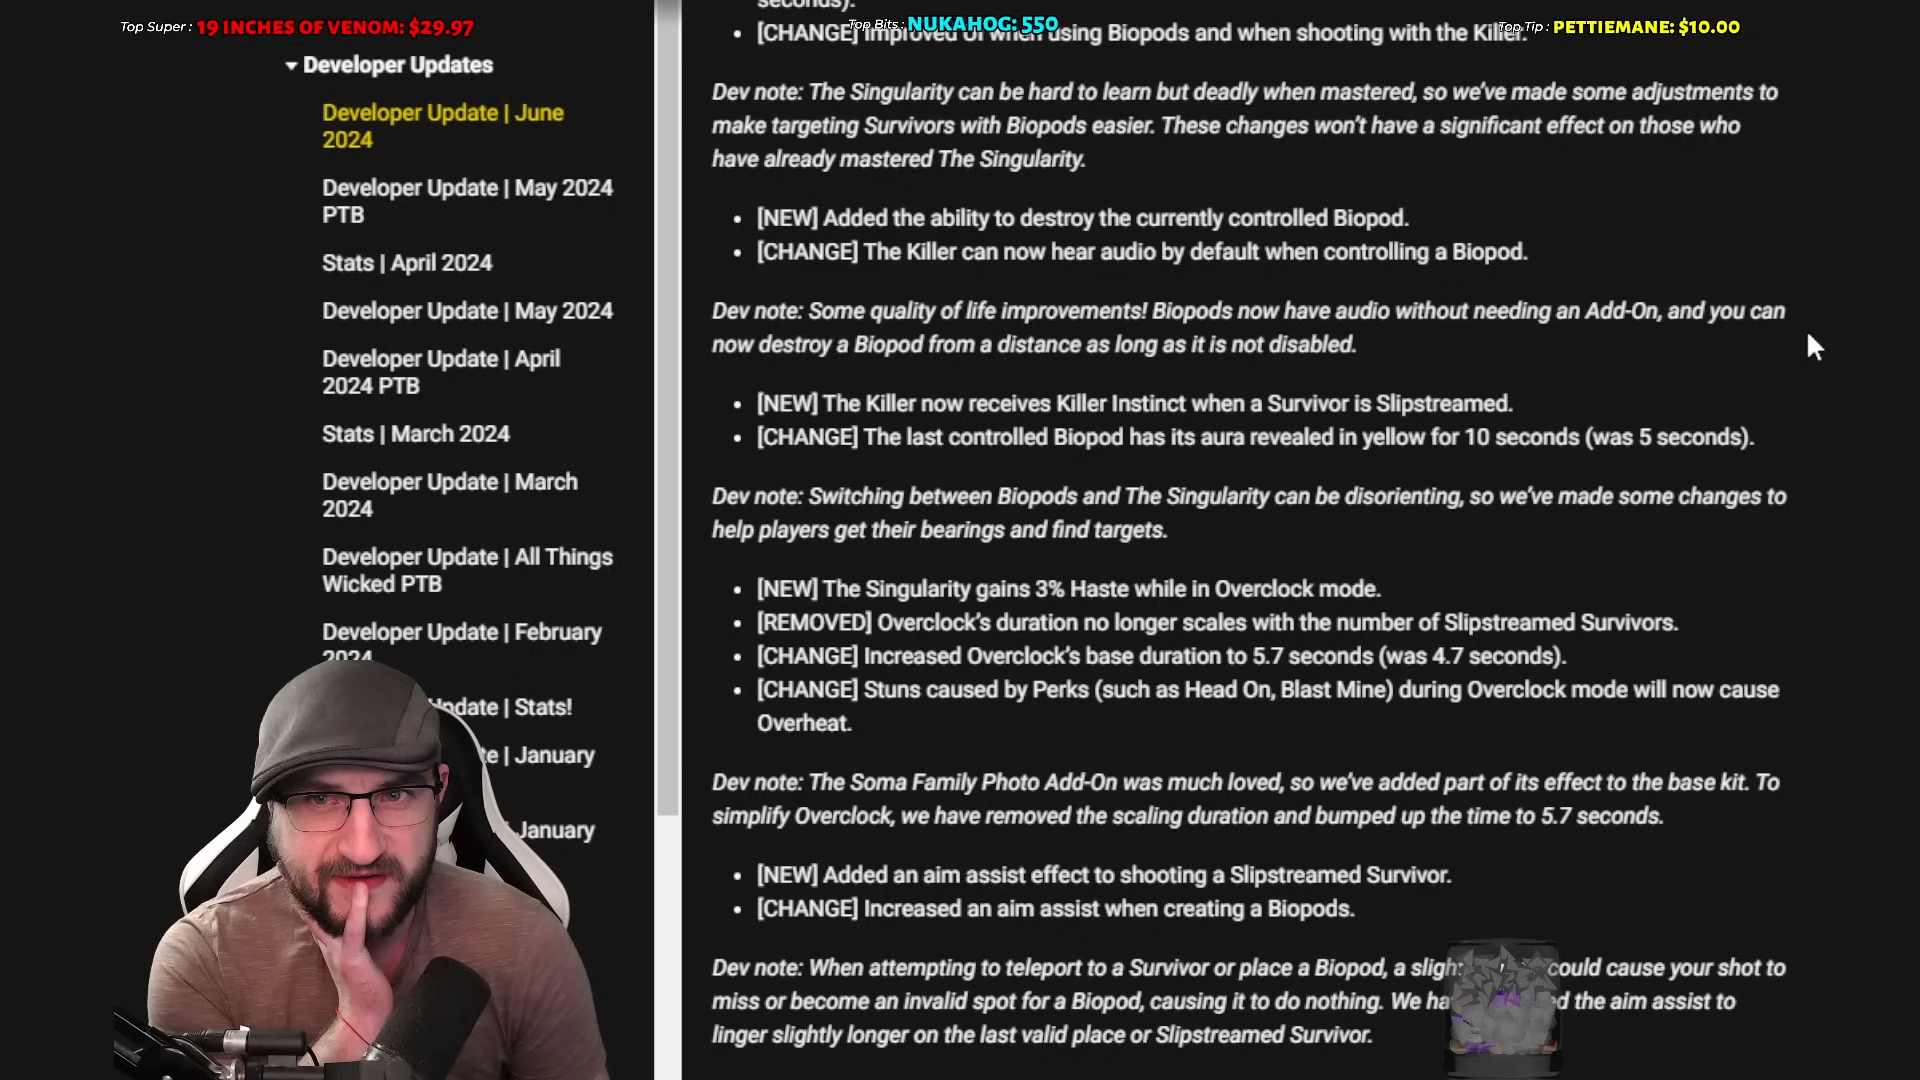 Top Super : 19 INCHES OF VENOM: $29.97
Top Bits : NUKAHOG: 550
Top Tip : PETTIEMANE: $10.00
Developer Updates
Developer Update | June
2024
Developer Update | May 2024
PTB
Stats | April 2024
Developer Update | May 2024
Developer Update | April
2024 PTB
Stats | March 2024
Developer Update | March
2024
Developer Update | All Things
Wicked PTB
Developer Update | February
2024
Update | Stats!
| January
| January
seconds).
• [CHANGE] Improved UI when using Biopods and when shooting with the Killer.
Dev note: The Singularity can be hard to learn but deadly when mastered, so we've made some adjustments to
make targeting Survivors with Biopods easier. These changes won't have a significant effect on those who
have already mastered The Singularity.
• [NEW] Added the ability to destroy the currently controlled Biopod.
• [CHANGE] The Killer can now hear audio by default when controlling a Biopod.
Dev note: Some quality of life improvements! Biopods now have audio without needing an Add-On, and you can
now destroy a Biopod from a distance as long as it is not disabled.
• [NEW] The Killer now receives Killer Instinct when a Survivor is Slipstreamed.
• [CHANGE] The last controlled Biopod has its aura revealed in yellow for 10 seconds (was 5 seconds).
Dev note: Switching between Biopods and The Singularity can be disorienting, so we've made some changes to
help players get their bearings and find targets.
• [NEW] The Singularity gains 3% Haste while in Overclock mode.
• [REMOVED] Overclock's duration no longer scales with the number of Slipstreamed Survivors.
• [CHANGE] Increased Overclock's base duration to 5.7 seconds (was 4.7 seconds).
• [CHANGE] Stuns caused by Perks (such as Head On, Blast Mine) during Overclock mode will now cause
Overheat.
Dev note: The Soma Family Photo Add-On was much loved, so we've added part of its effect to the base kit. To
simplify Overclock, we have removed the scaling duration and bumped up the time to 5.7 seconds.
• [NEW] Added an aim assist effect to shooting a Slipstreamed Survivor.
• [CHANGE] Increased an aim assist when creating a Biopods.
Dev note: When attempting to teleport to a Survivor or place a Biopod, a slight could cause your shot to
miss or become an invalid spot for a Biopod, causing it to do nothing. We the aim assist to
linger slightly longer on the last valid place or Slipstreamed Survivor.